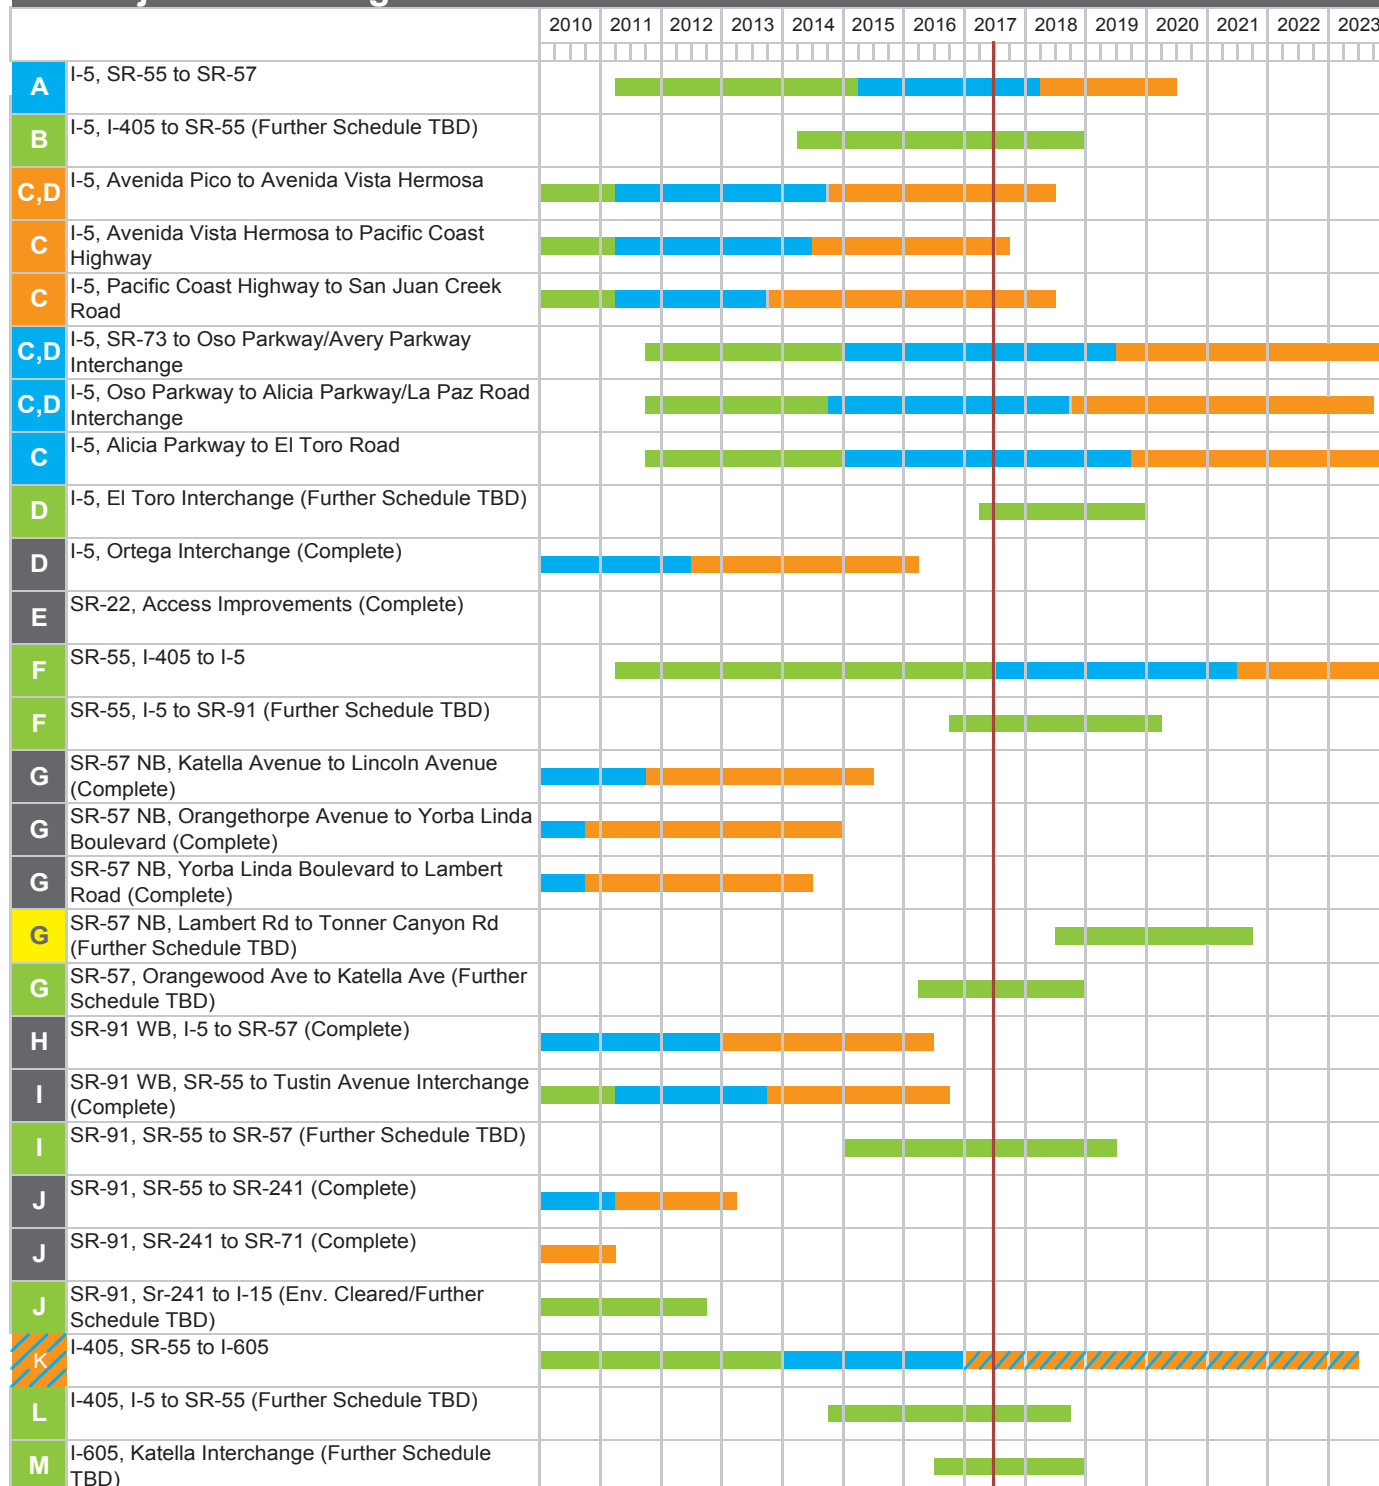 2010 2011 2012 2013 2014 2015 2016 2017 2018 2019 2020 2021 2022 2023
A I-5, SR-55 to SR-57
B I-5, I-405 to SR-55 (Further Schedule TBD)
C,D I-5, Avenida Pico to Avenida Vista Hermosa
C I-5, Avenida Vista Hermosa to Pacific Coast
Highway
C I-5, Pacific Coast Highway to San Juan Creek
Road
C,D I-5, SR-73 to Oso Parkway/Avery Parkway
Interchange
C,D I-5, Oso Parkway to Alicia Parkway/La Paz Road
Interchange
C I-5, Alicia Parkway to El Toro Road
D I-5, El Toro Interchange (Further Schedule TBD)
D I-5, Ortega Interchange (Complete)
E SR-22, Access Improvements (Complete)
F SR-55, I-405 to I-5
F SR-55, I-5 to SR-91 (Further Schedule TBD)
G SR-57 NB, Katella Avenue to Lincoln Avenue
(Complete)
G SR-57 NB, Orangethorpe Avenue to Yorba Linda
Boulevard (Complete)
G SR-57 NB, Yorba Linda Boulevard to Lambert
Road (Complete)
G SR-57 NB, Lambert Rd to Tonner Canyon Rd
(Further Schedule TBD)
G SR-57, Orangewood Ave to Katella Ave (Further
Schedule TBD)
H SR-91 WB, I-5 to SR-57 (Complete)
I SR-91 WB, SR-55 to Tustin Avenue Interchange
(Complete)
I SR-91, SR-55 to SR-57 (Further Schedule TBD)
J SR-91, SR-55 to SR-241 (Complete)
J SR-91, SR-241 to SR-71 (Complete)
J SR-91, Sr-241 to I-15 (Env. Cleared/Further
Schedule TBD)
K I-405, SR-55 to I-605
L I-405, I-5 to SR-55 (Further Schedule TBD)
M I-605, Katella Interchange (Further Schedule
TBD)